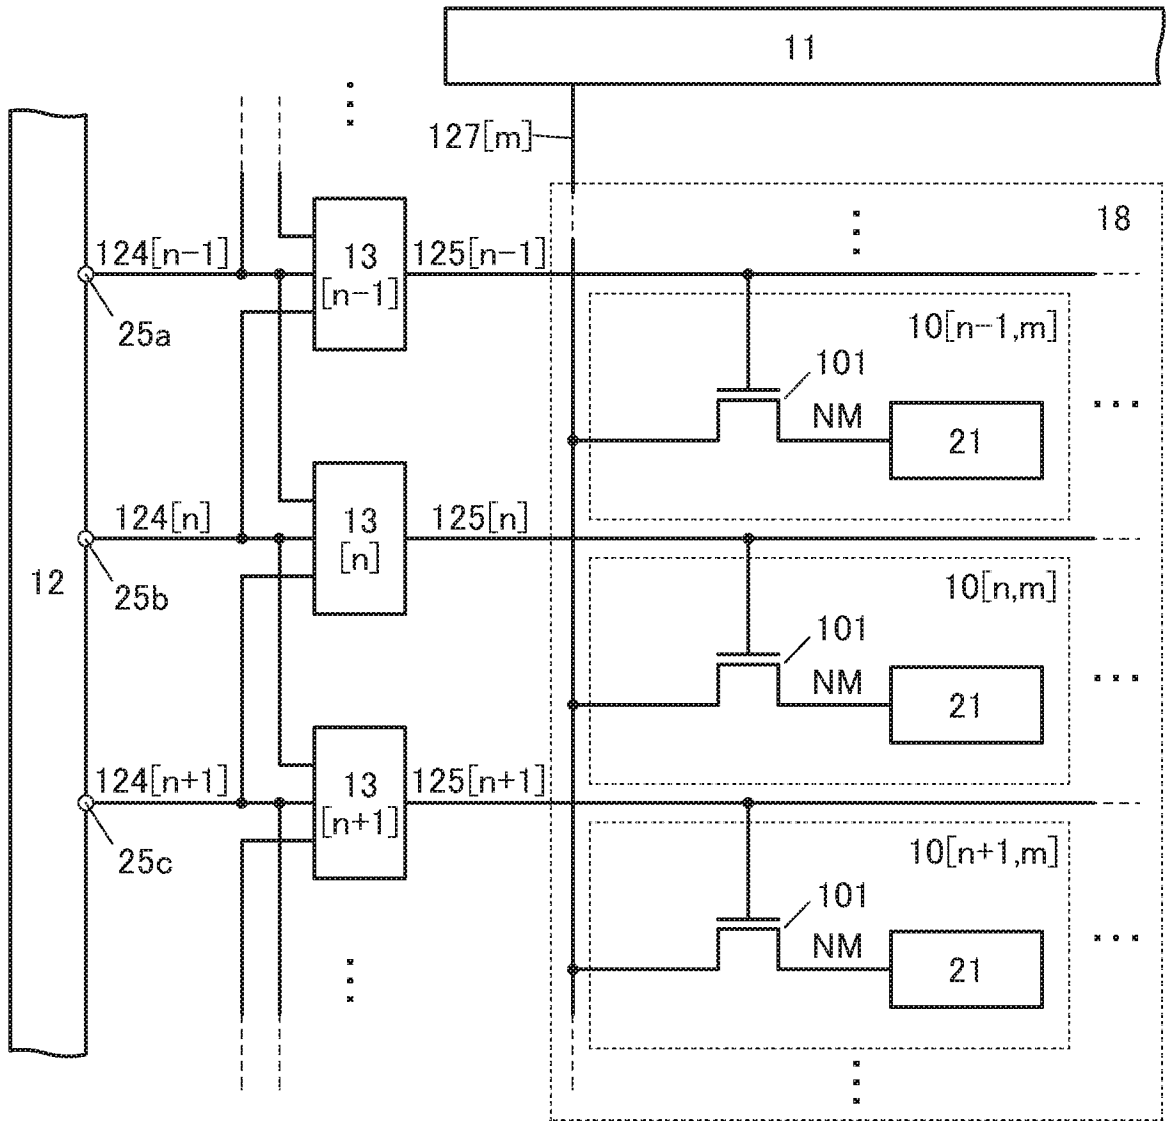 11
127[m]
18
124[n−1]
13
[n−1]
125[n−1]
25a
10[n−1,m]
101
NM
21
124[n]
13
[n]
125[n]
12
25b
10[n,m]
101
NM
21
124[n+1]
13
[n+1]
125[n+1]
25c
10[n+1,m]
101
NM
21